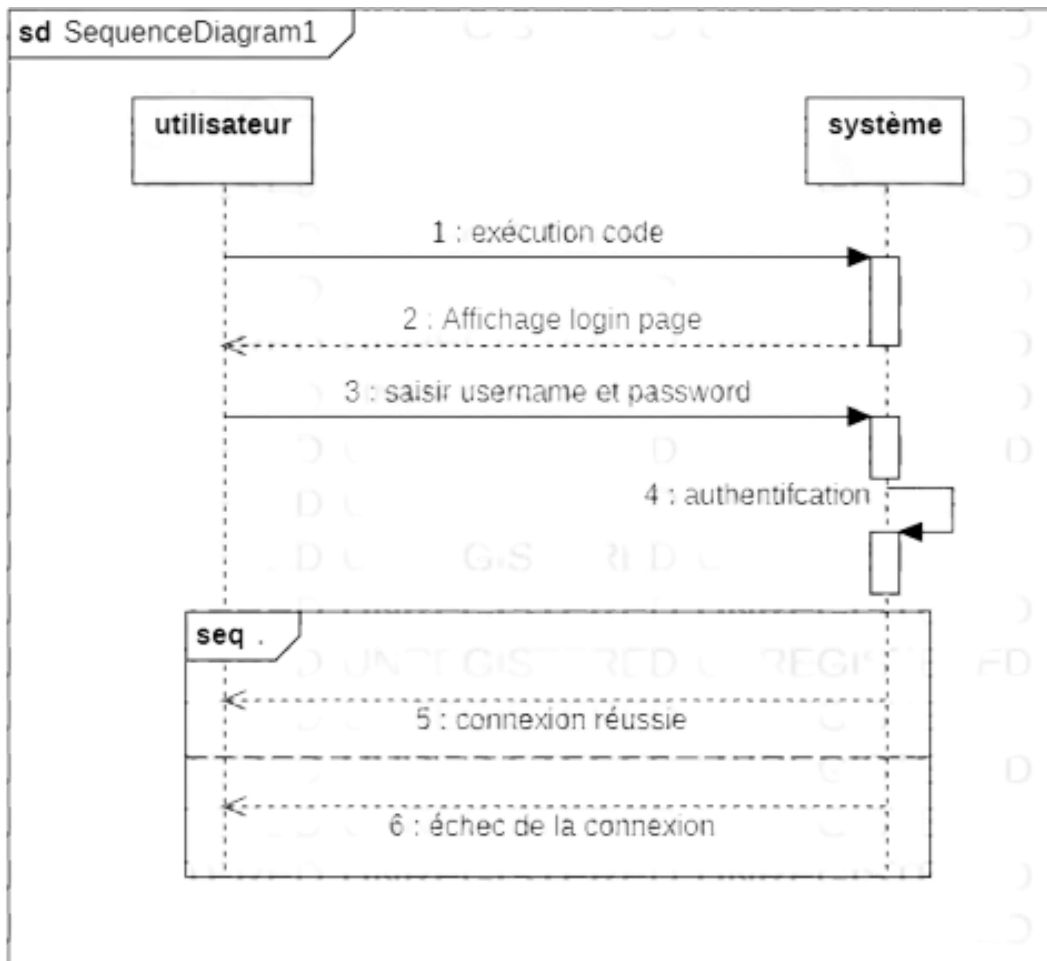 sd SequenceDiagram1
utilisateur
système
1 : exécution code
2 : Affichage login page
3 : saisir username et password
4 : authentifcation
seq .
5 : connexion réussie
6 : échec de la connexion